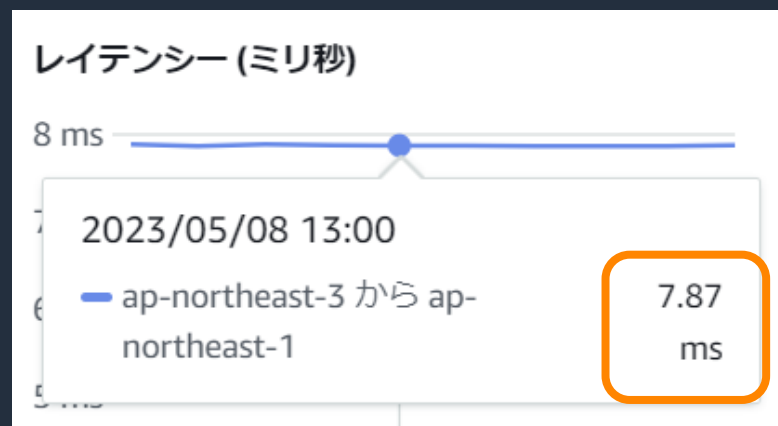 レイテンシー (ミリ秒)
8 ms
2023/05/08 13:00
ap-northeast-3 から ap-
northeast-1
7.87
ms